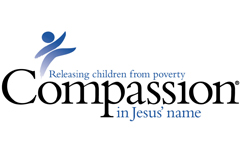 Releasing children from poverty
Compassion®
in Jesus' name